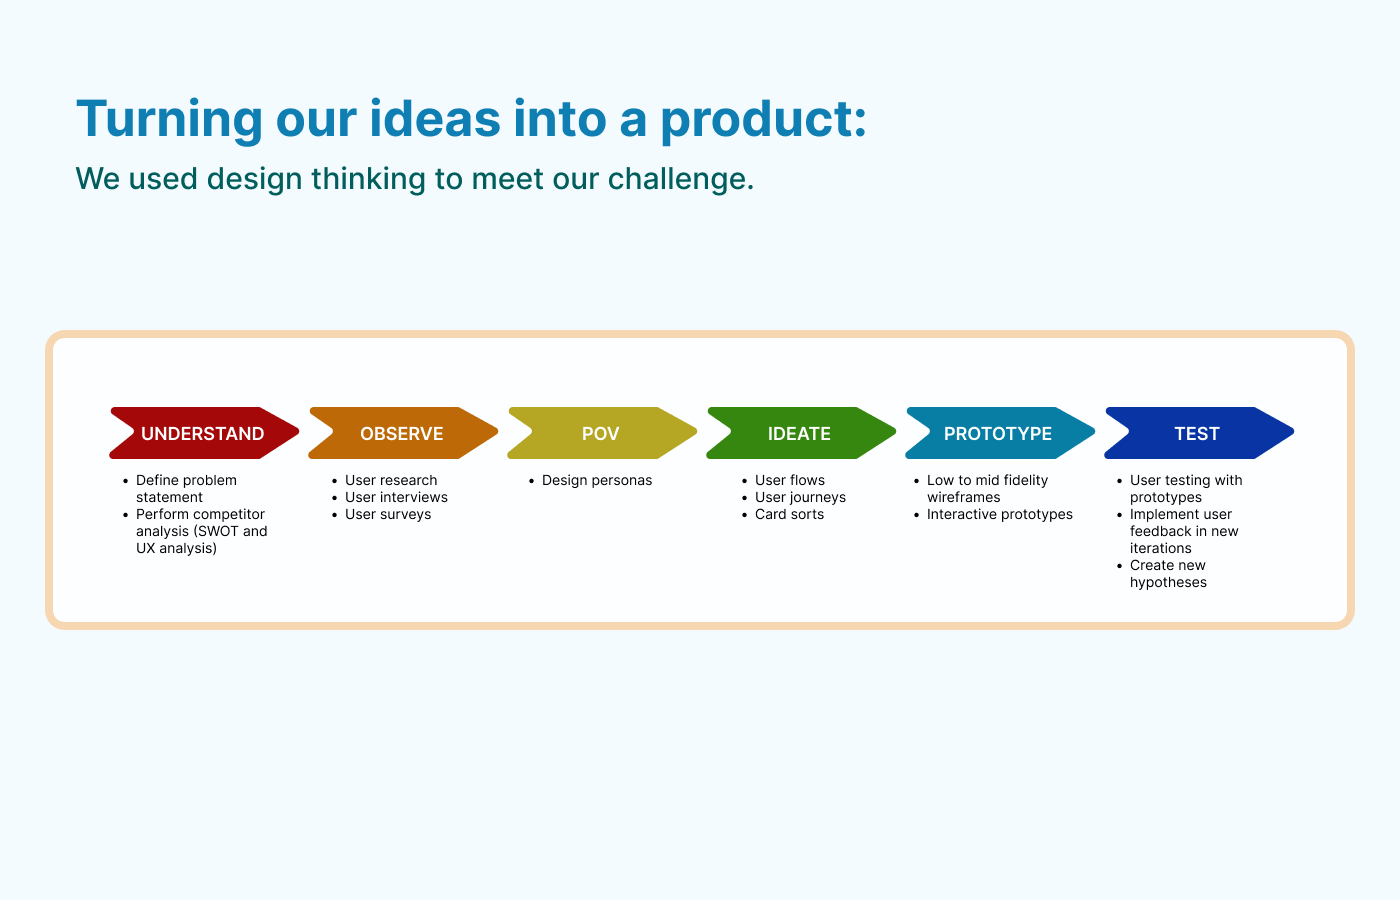 Turning our ideas into a product:
We used design thinking to meet our challenge.
UNDERSTAND
• Define problem
statement
• Perform competitor
analysis (SWOT and
UX analysis)
OBSERVE
• User research
• User interviews
• User surveys
POV
• Design personas
IDEATE
• User flows
• User journeys
• Card sorts
PROTOTYPE
• Low to mid fidelity
wireframes
• Interactive prototypes
TEST
• User testing with
prototypes
• Implement user
feedback in new
iterations
• Create new
hypotheses